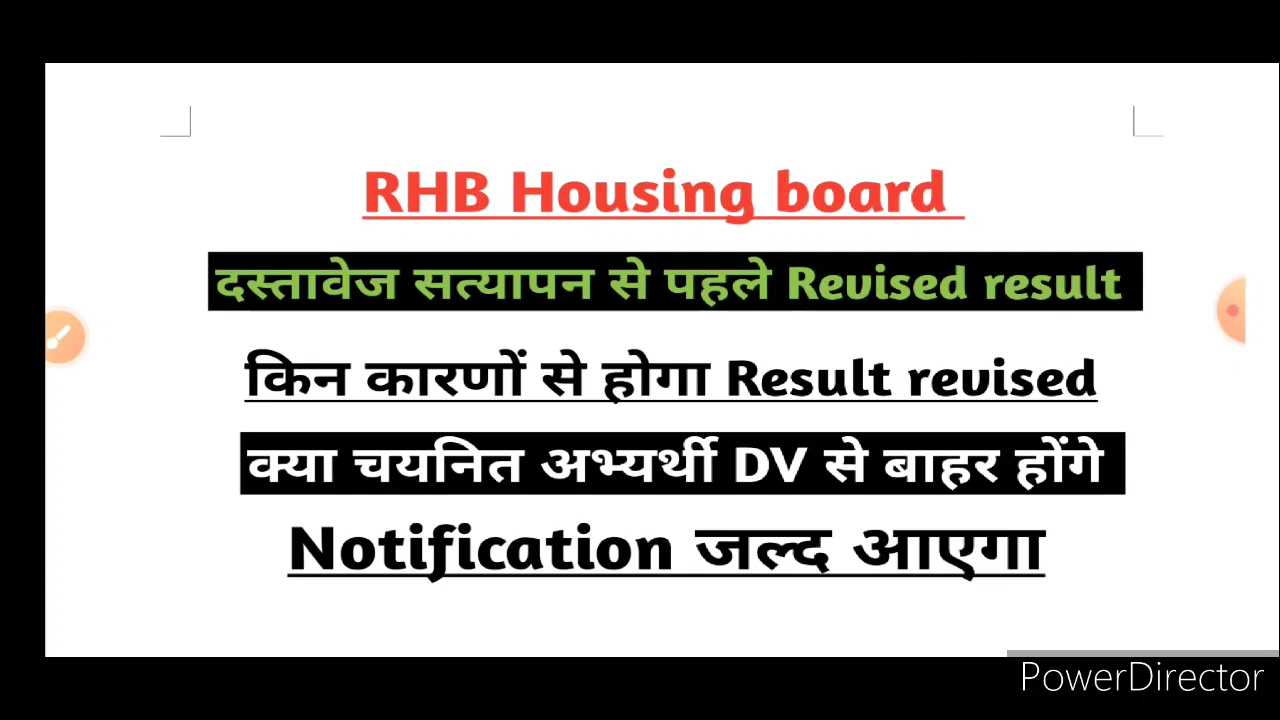 RHB Housing board
दस्तावेज सत्यापन से पहले Revised result
किन कारणों से होगा Result revised
क्या चयनित अभ्यर्थी DV से बाहर होंगे
Notification जल्द आएगा
PowerDirector